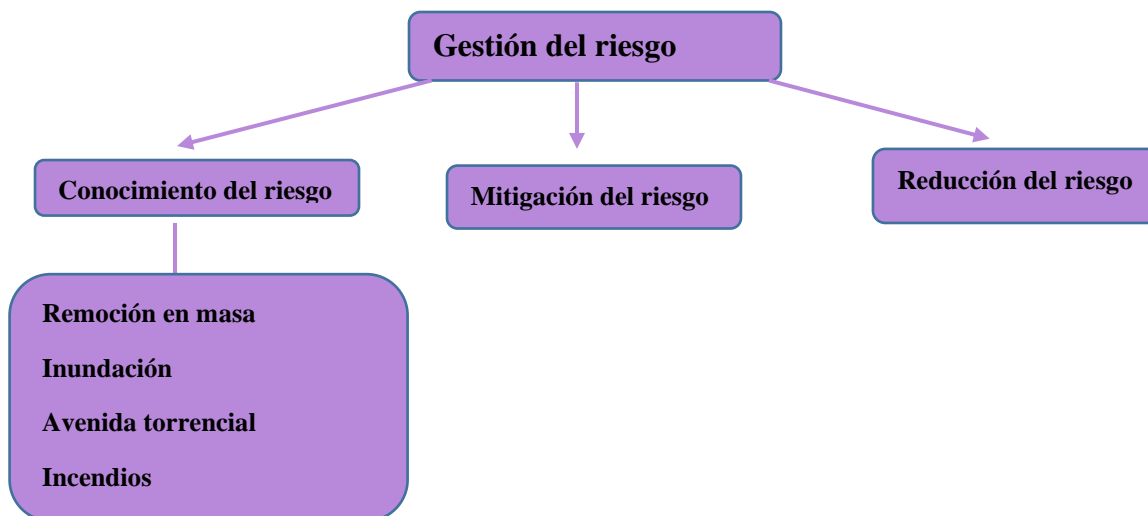 Gestión del riesgo
Conocimiento del riesgo
Mitigación del riesgo
Reducción del riesgo
Remoción en masa
Inundación
Avenida torrencial
Incendios